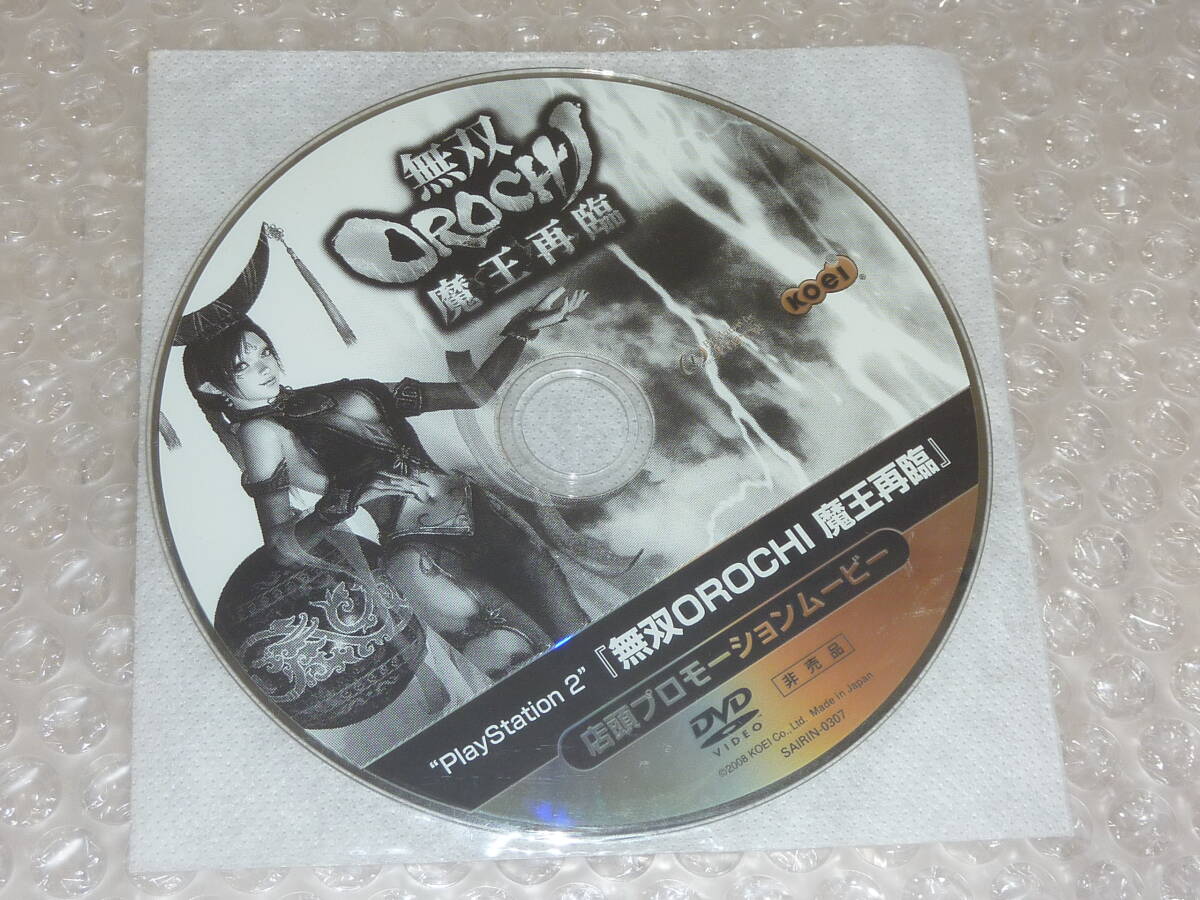 無双
OROCHI
魔王再臨
KOEI®
"PlayStation 2"『無双OROCHI 魔王再臨』
店頭プロモーションムービー
非売品
DVD
VIDEO™
©2008 KOEI Co., Ltd. Made in Japan
SAIRIN-0307